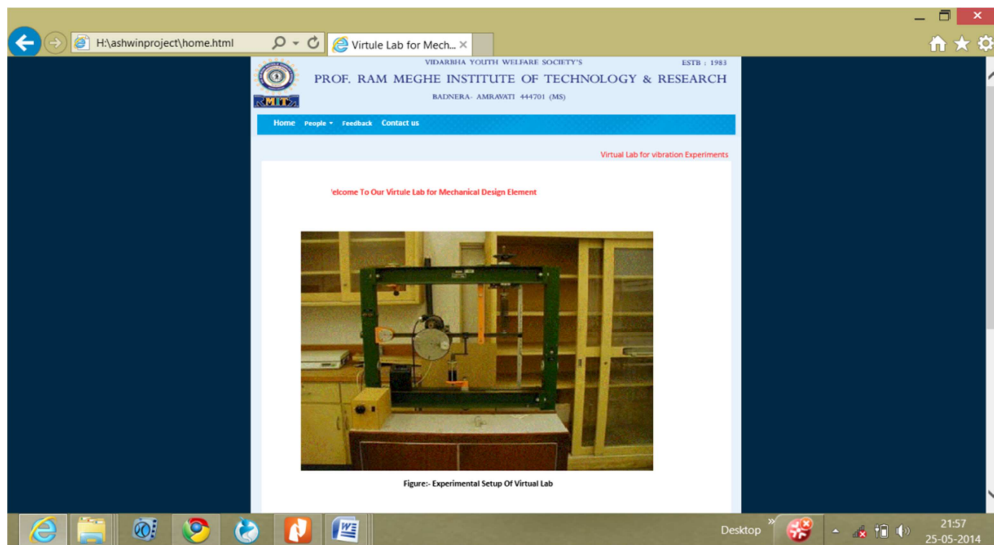 H:\ashwinproject\home.html
Virtule Lab for Mech...
VIDARBHA YOUTH WELFARE SOCIETY'S ESTB : 1983
PROF. RAM MEGHE INSTITUTE OF TECHNOLOGY & RESEARCH
BADNERA- AMRAVATI 444701 (MS)
Home People Feedback Contact us
Virtual Lab for vibration Experiments
'elcome To Our Virtule Lab for Mechanical Design Element
Figure:- Experimental Setup Of Virtual Lab
Desktop
21:57
25-05-2014